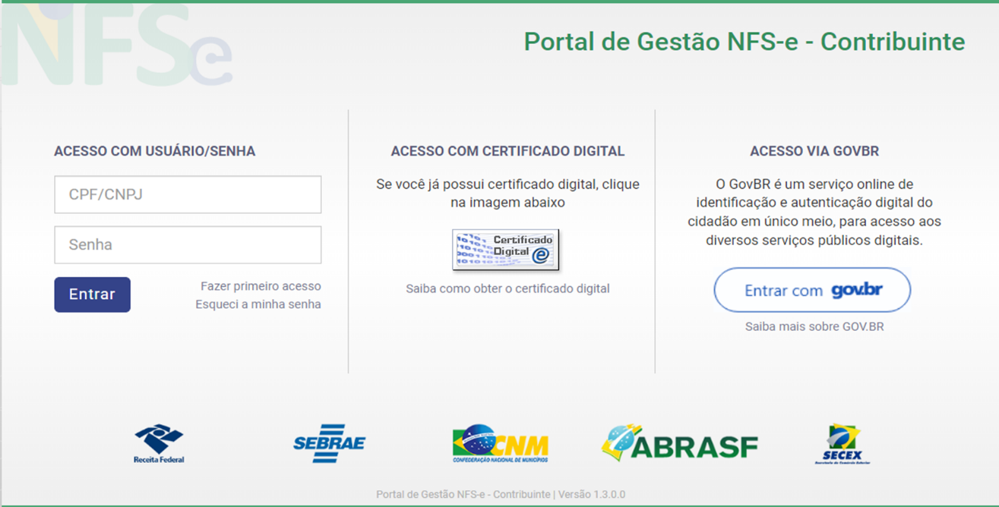 NFSe
Portal de Gestão NFS-e - Contribuinte
ACESSO COM USUÁRIO/SENHA
CPF/CNPJ
Senha
Entrar
Fazer primeiro acesso
Esqueci a minha senha
ACESSO COM CERTIFICADO DIGITAL
Se você já possui certificado digital, clique
na imagem abaixo
Certificado
Digital e
Saiba como obter o certificado digital
ACESSO VIA GOVBR
O GovBR é um serviço online de
identificação e autenticação digital do
cidadão em único meio, para acesso aos
diversos serviços públicos digitais.
Entrar com gov.br
Saiba mais sobre GOV.BR
Receita Federal
SEBRAE
CNM
CONFEDERAÇÃO NACIONAL DE MUNICÍPIOS
ABRASF
SECEX
Secretaria de Comércio Exterior
Portal de Gestão NFS-e - Contribuinte | Versão 1.3.0.0